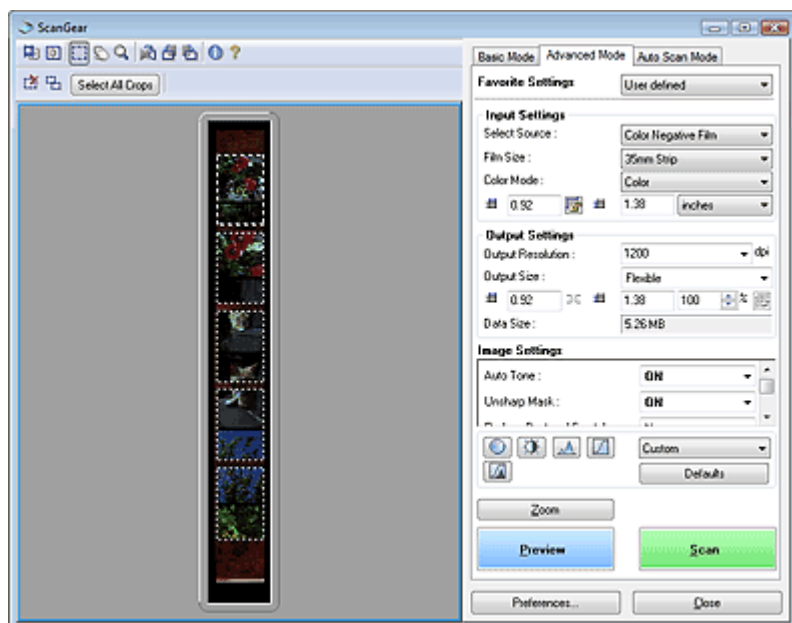 ScanGear
Select All Crops
Basic Mode Advanced Mode Auto Scan Mode
Favorite Settings User defined
Input Settings
Select Source : Color Negative Film
Film Size : 35mm Strip
Color Mode : Color
0.92 1.38 inches
Output Settings
Output Resolution : 1200 dpi
Output Size : Flexible
0.92 1.38 100 %
Data Size : 5.26 MB
Image Settings
Auto Tone : ON
Unsharp Mask : ON
Custom
Defaults
Zoom
Preview Scan
Preferences... Close